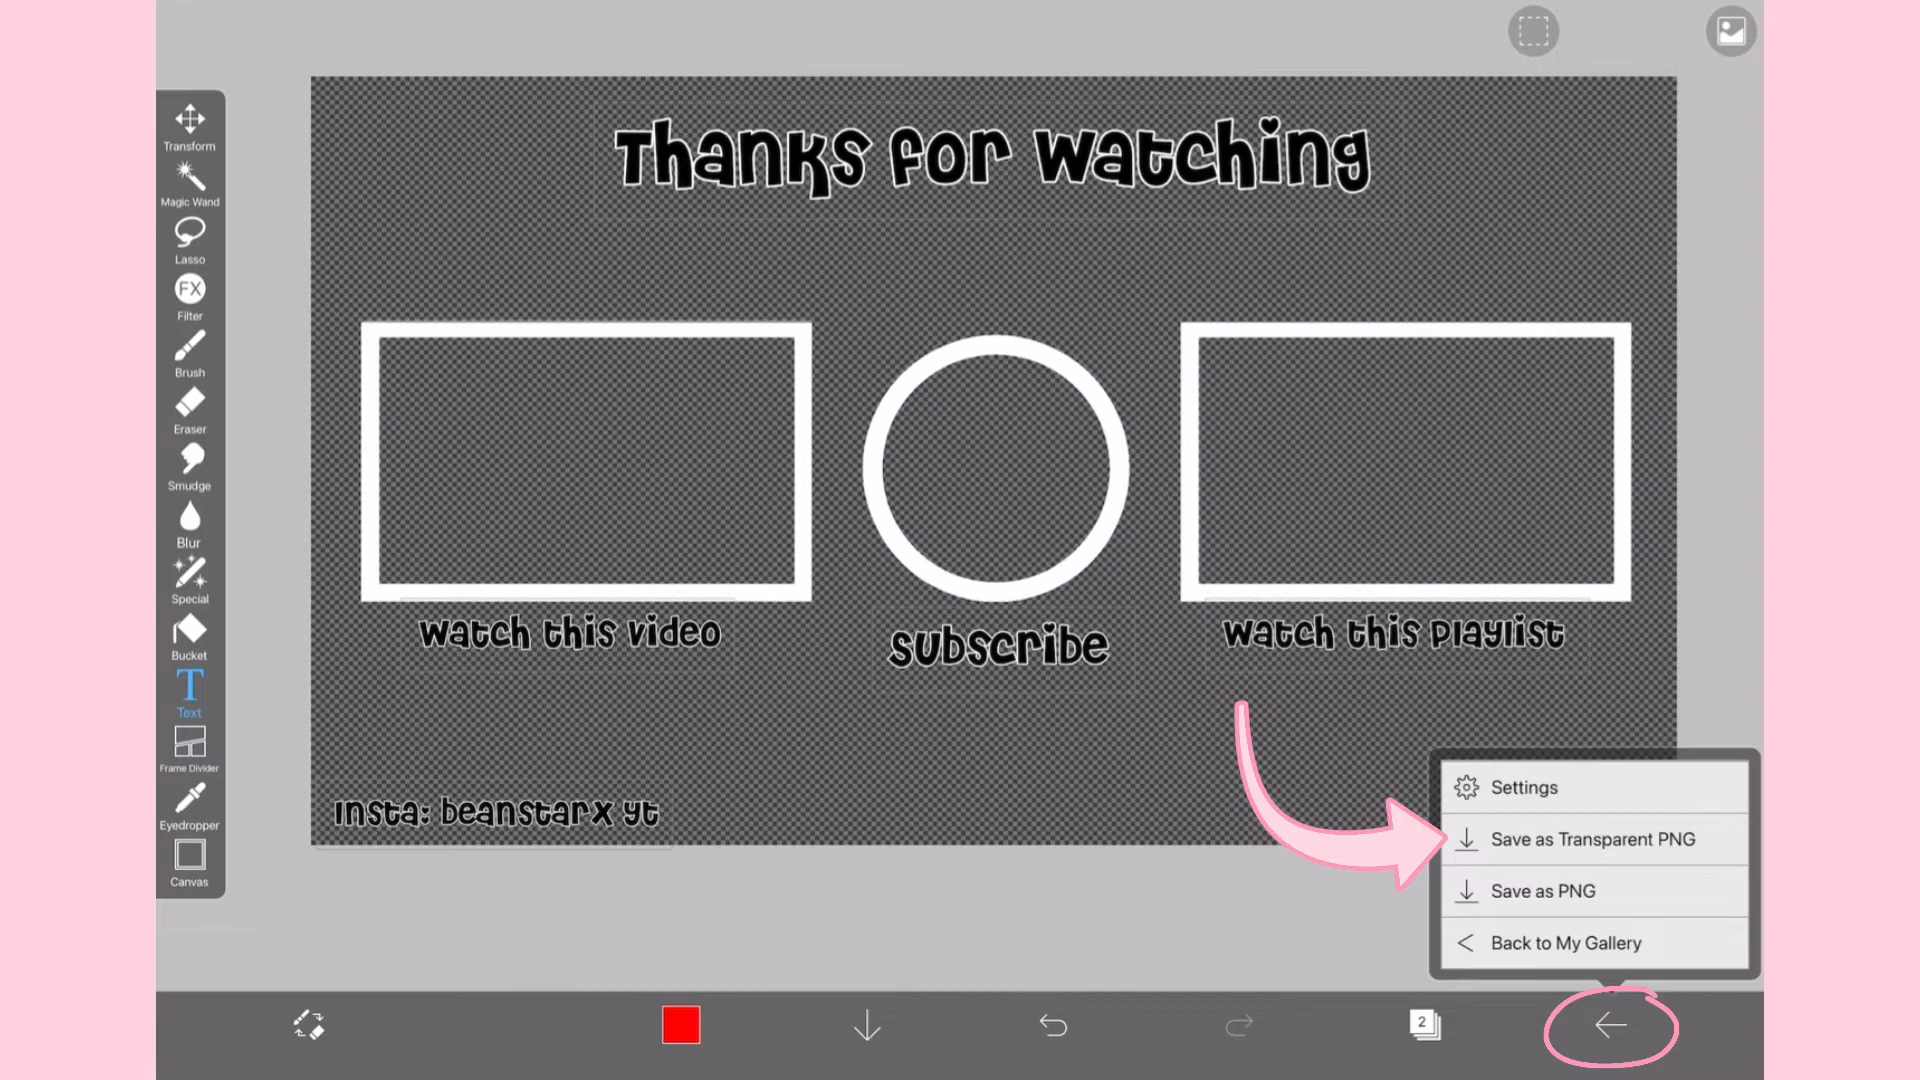 Transform
Magic Wand
Lasso
FX
Filter
Brush
Eraser
Smudge
Blur
Special
Bucket
T
Text
Frame Divider
Eyedropper
Canvas
Thanks for watching
watch this video
subscribe
watch this playlist
Insta: beanstarx yt
Settings
Save as Transparent PNG
Save as PNG
Back to My Gallery
2